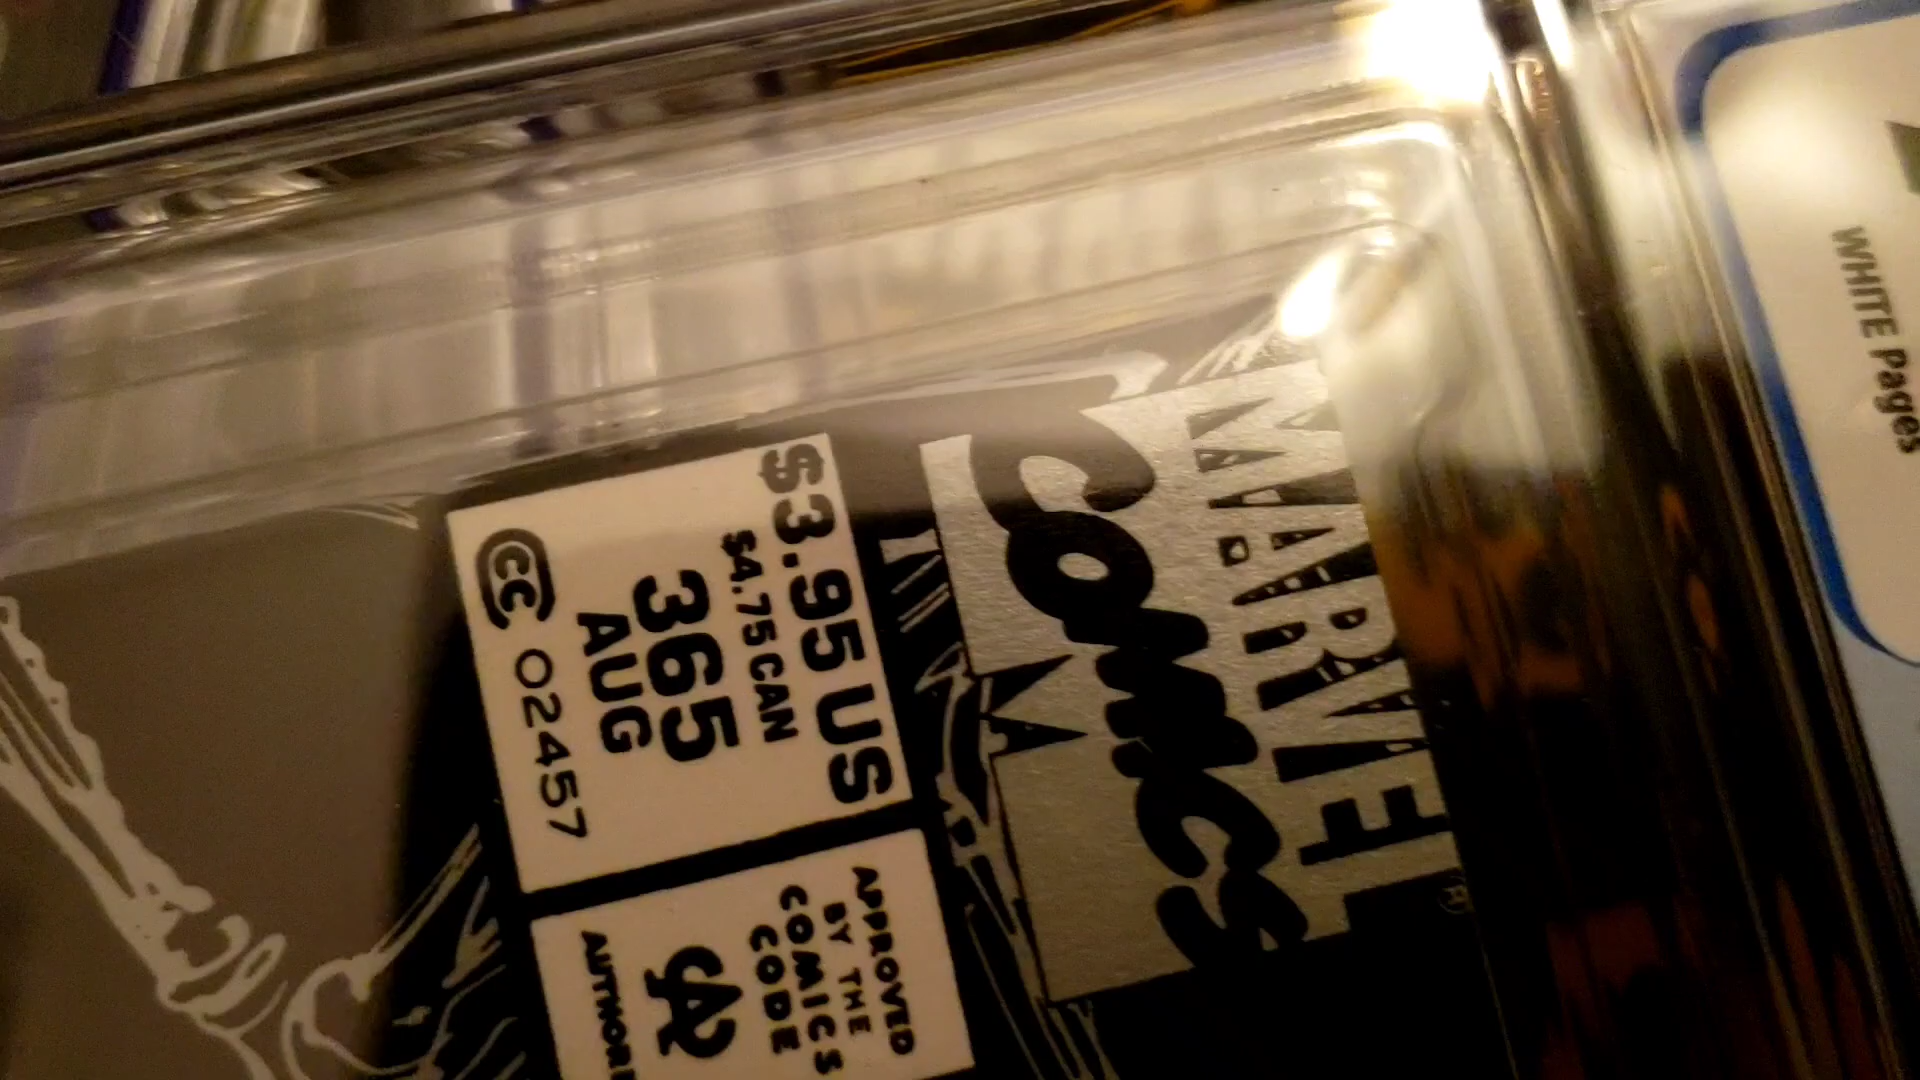 MARVEL
COMICS
$3.95 US
$4.75 CAN
365
AUG
CC 02457
APPROVED
BY THE
COMICS
CODE
CA
WHITE Pages